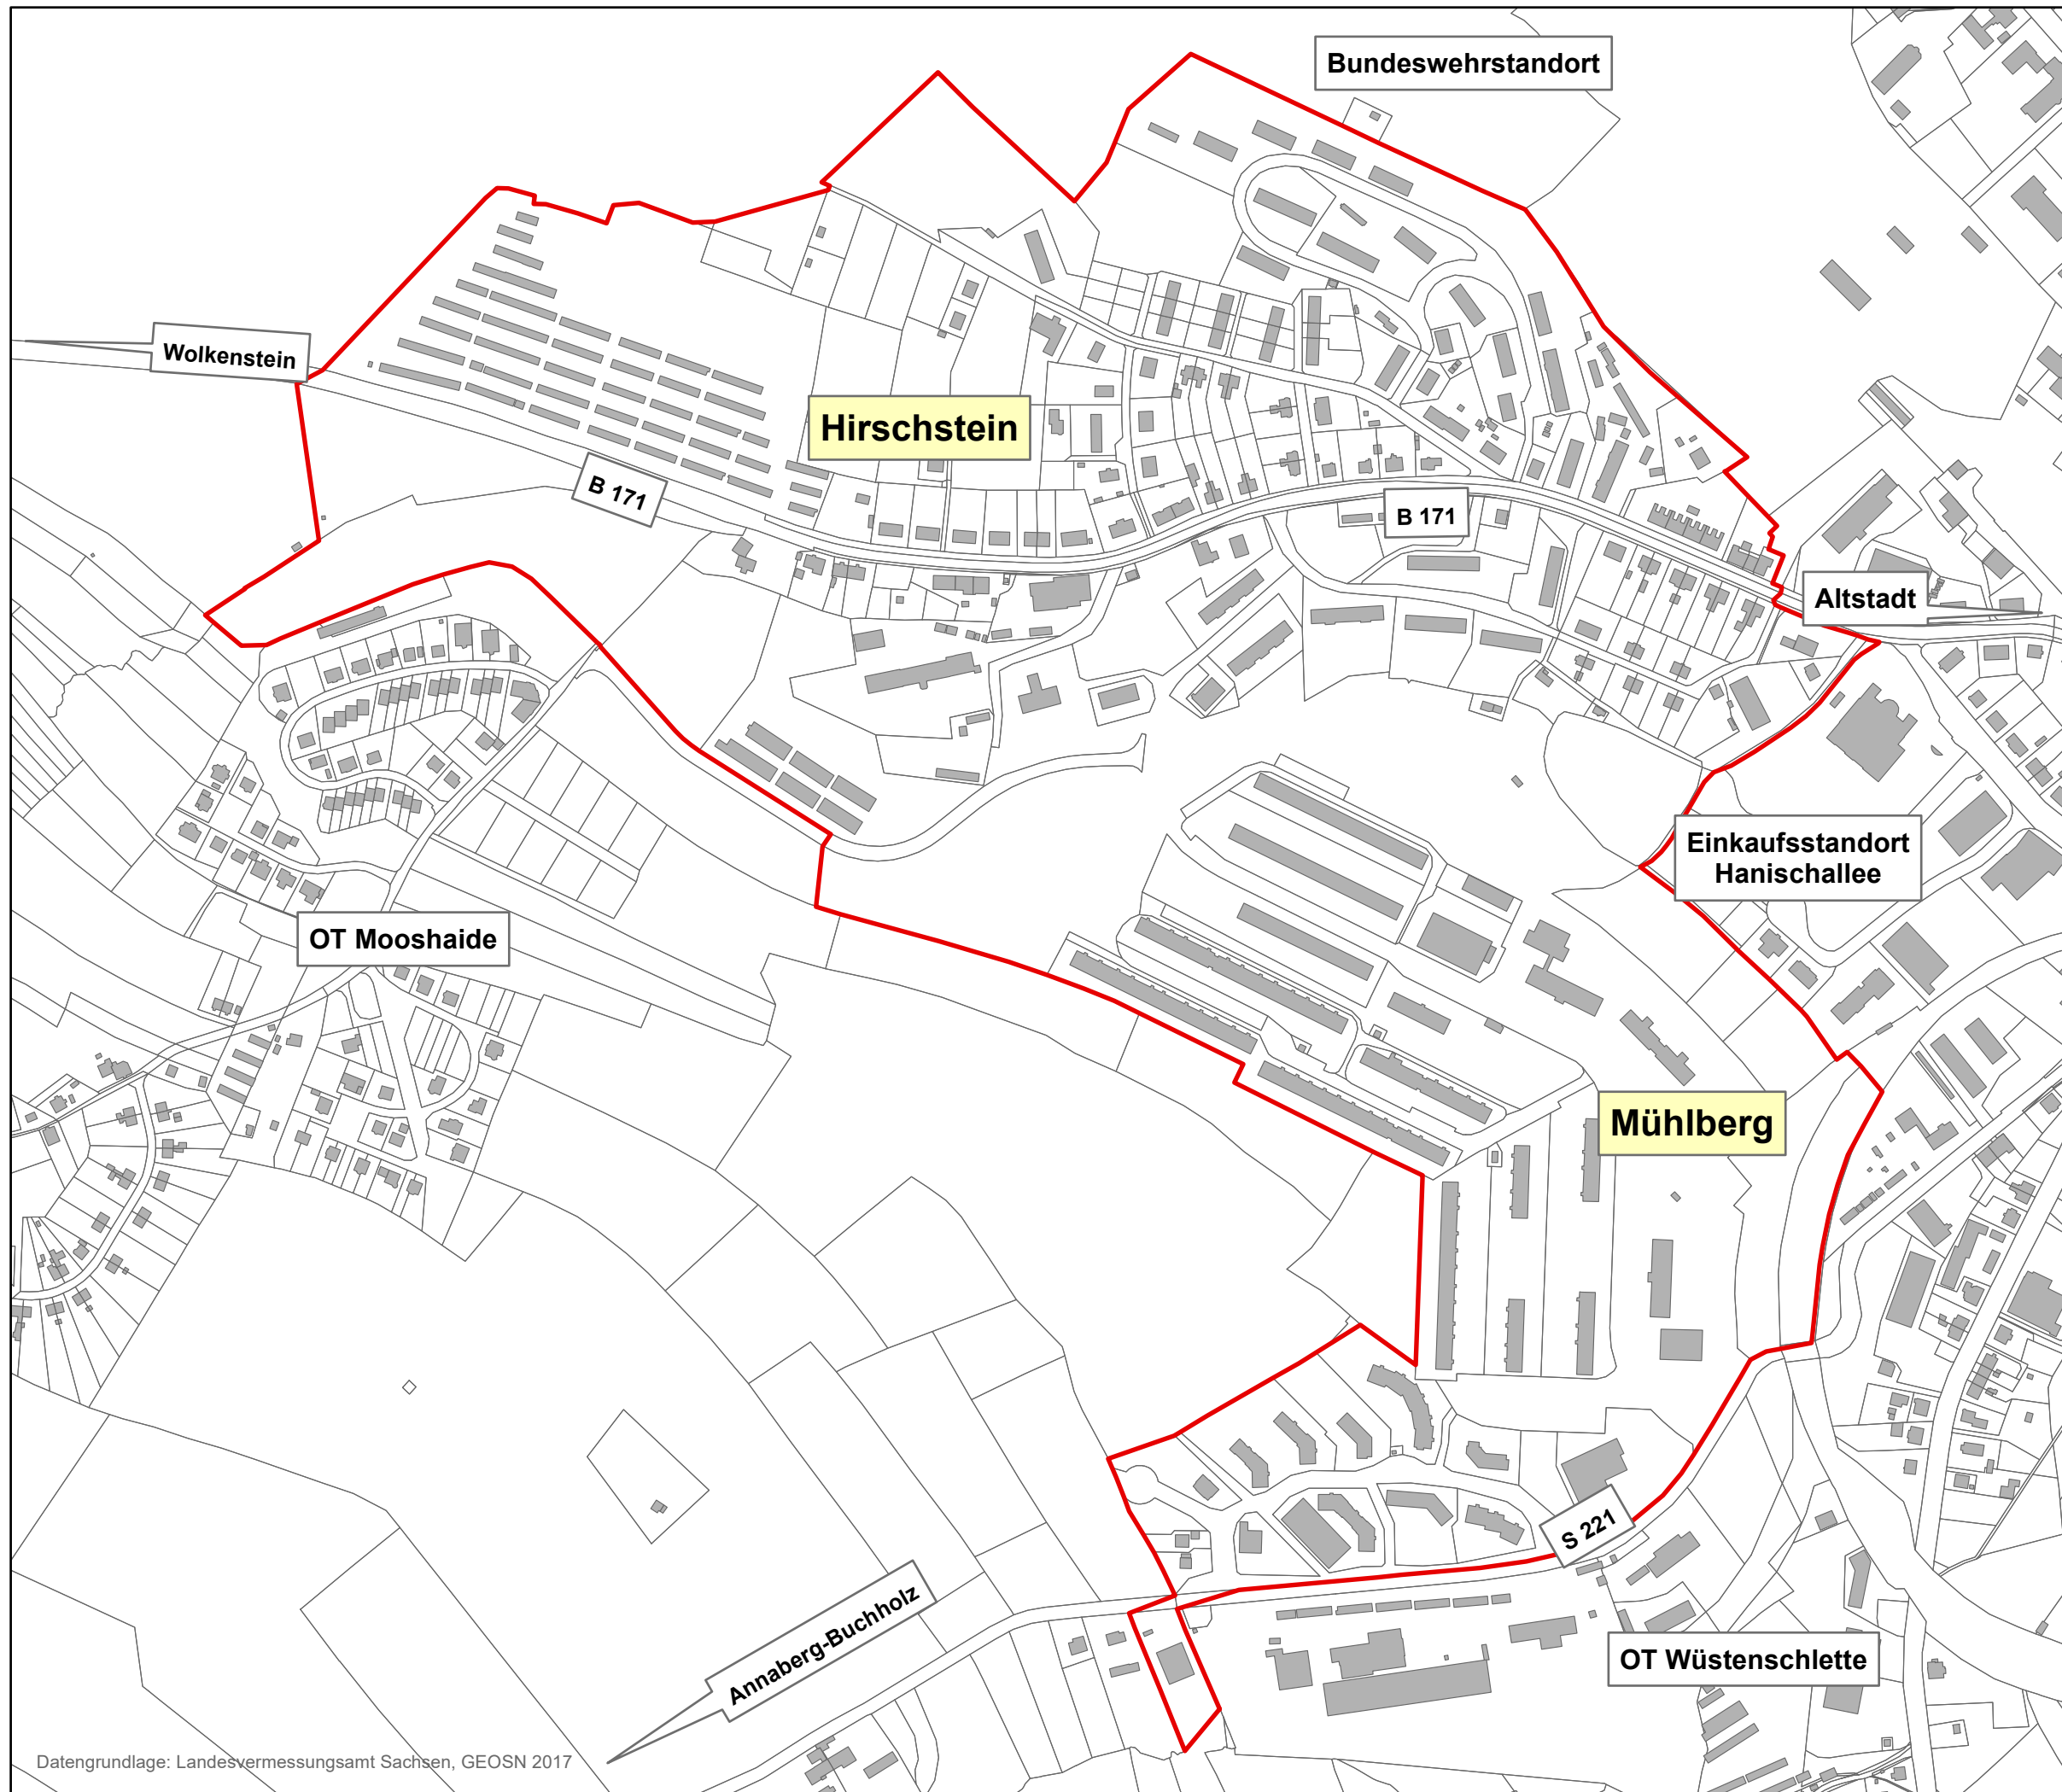 Bundeswehrstandort
Wolkenstein
Hirschstein
B 171
B 171
Altstadt
Einkaufsstandort
Hanischallee
OT Mooshaide
Mühlberg
S 221
Annaberg-Buchholz
OT Wüstenschlette
Datengrundlage: Landesvermessungsamt Sachsen, GEOSN 2017